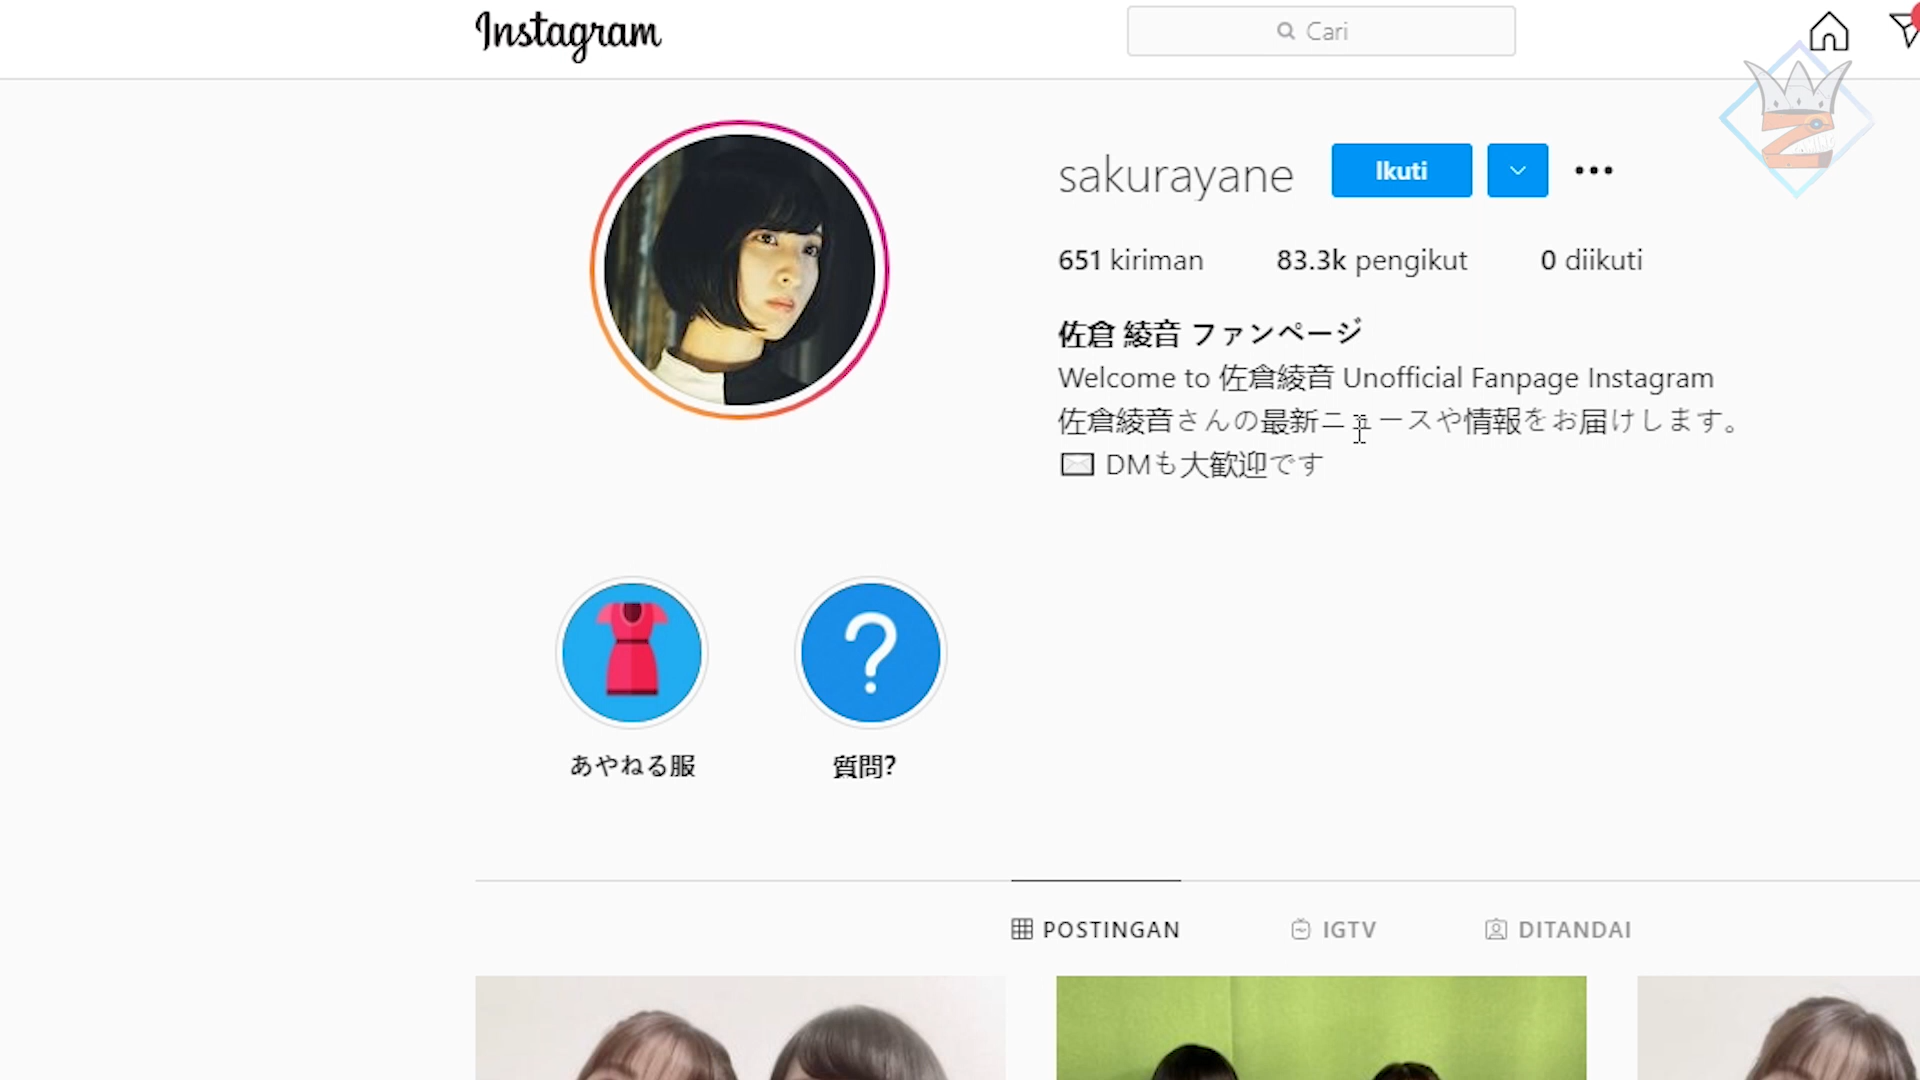 Instagram
Cari
sakurayane
Ikuti
651 kiriman
83.3k pengikut
0 diikuti
佐倉 綾音 ファンページ
Welcome to 佐倉綾音 Unofficial Fanpage Instagram
佐倉綾音さんの最新ニュースや情報をお届けします。
DMも大歓迎です
あやねる服
質問?
POSTINGAN
IGTV
DITANDAI